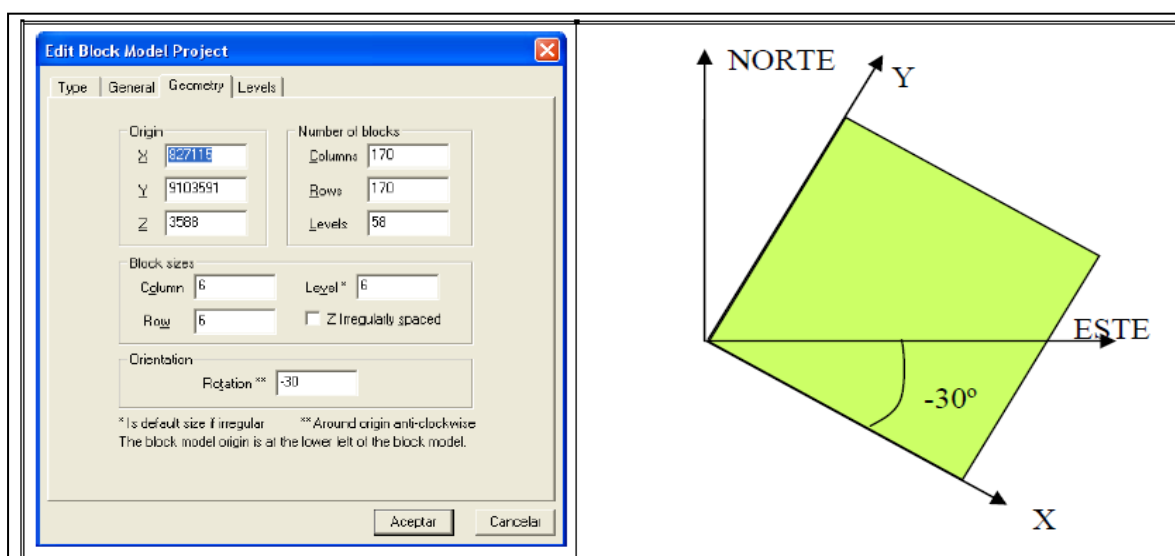 Edit Block Model Project
Type General Geometry Levels
Origin
X 827115
Y 9103591
Z 3588
Number of blocks
Columns 170
Rows 170
Levels 58
Block sizes
Column 6
Level * 6
Row 6
Z Irregularly spaced
Orientation
Rotation ** -30
* Is default size if irregular ** Around origin anti-clockwise
The block model origin is at the lower left of the block model.
Aceptar Cancelar
NORTE
Y
ESTE
-30º
X